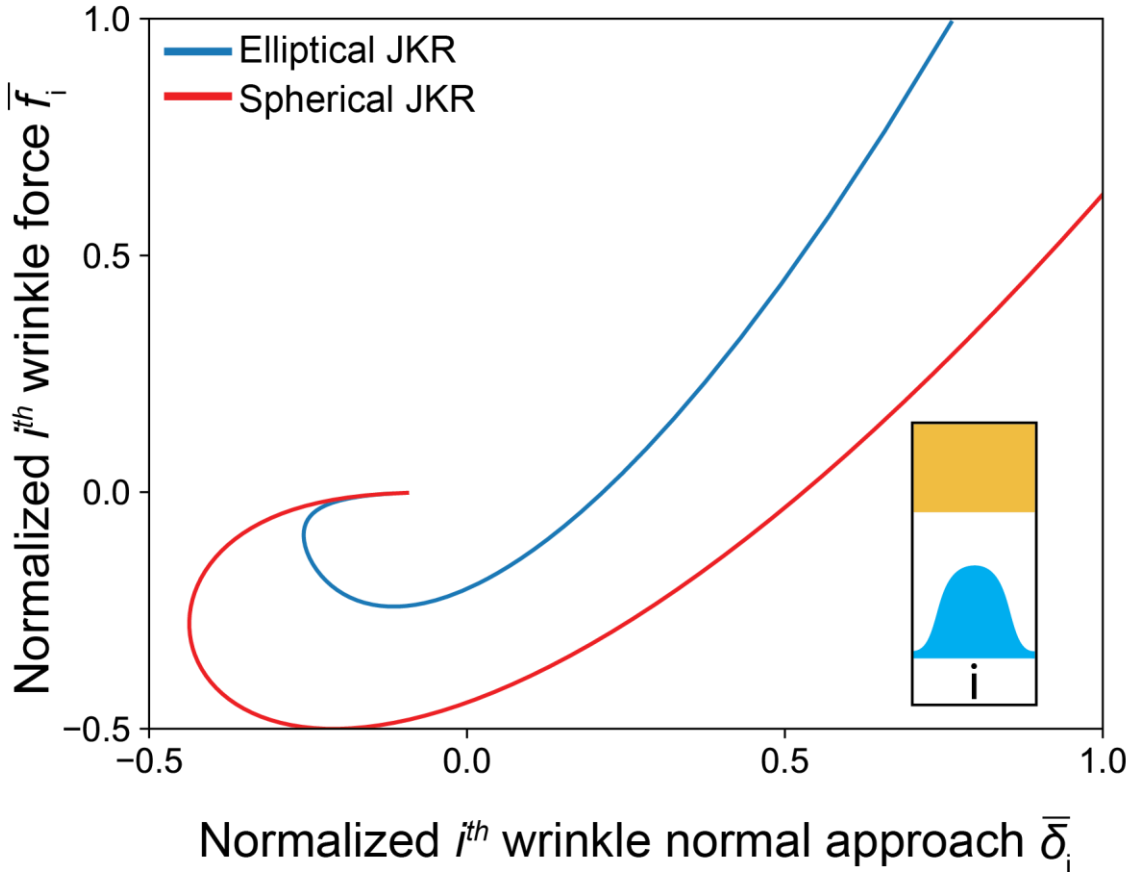 Normalized iᵗʰ wrinkle force f̅ᵢ
1.0
0.5
0.0
−0.5
Elliptical JKR
Spherical JKR
i
−0.5
0.0
0.5
1.0
Normalized iᵗʰ wrinkle normal approach δ̅ᵢ